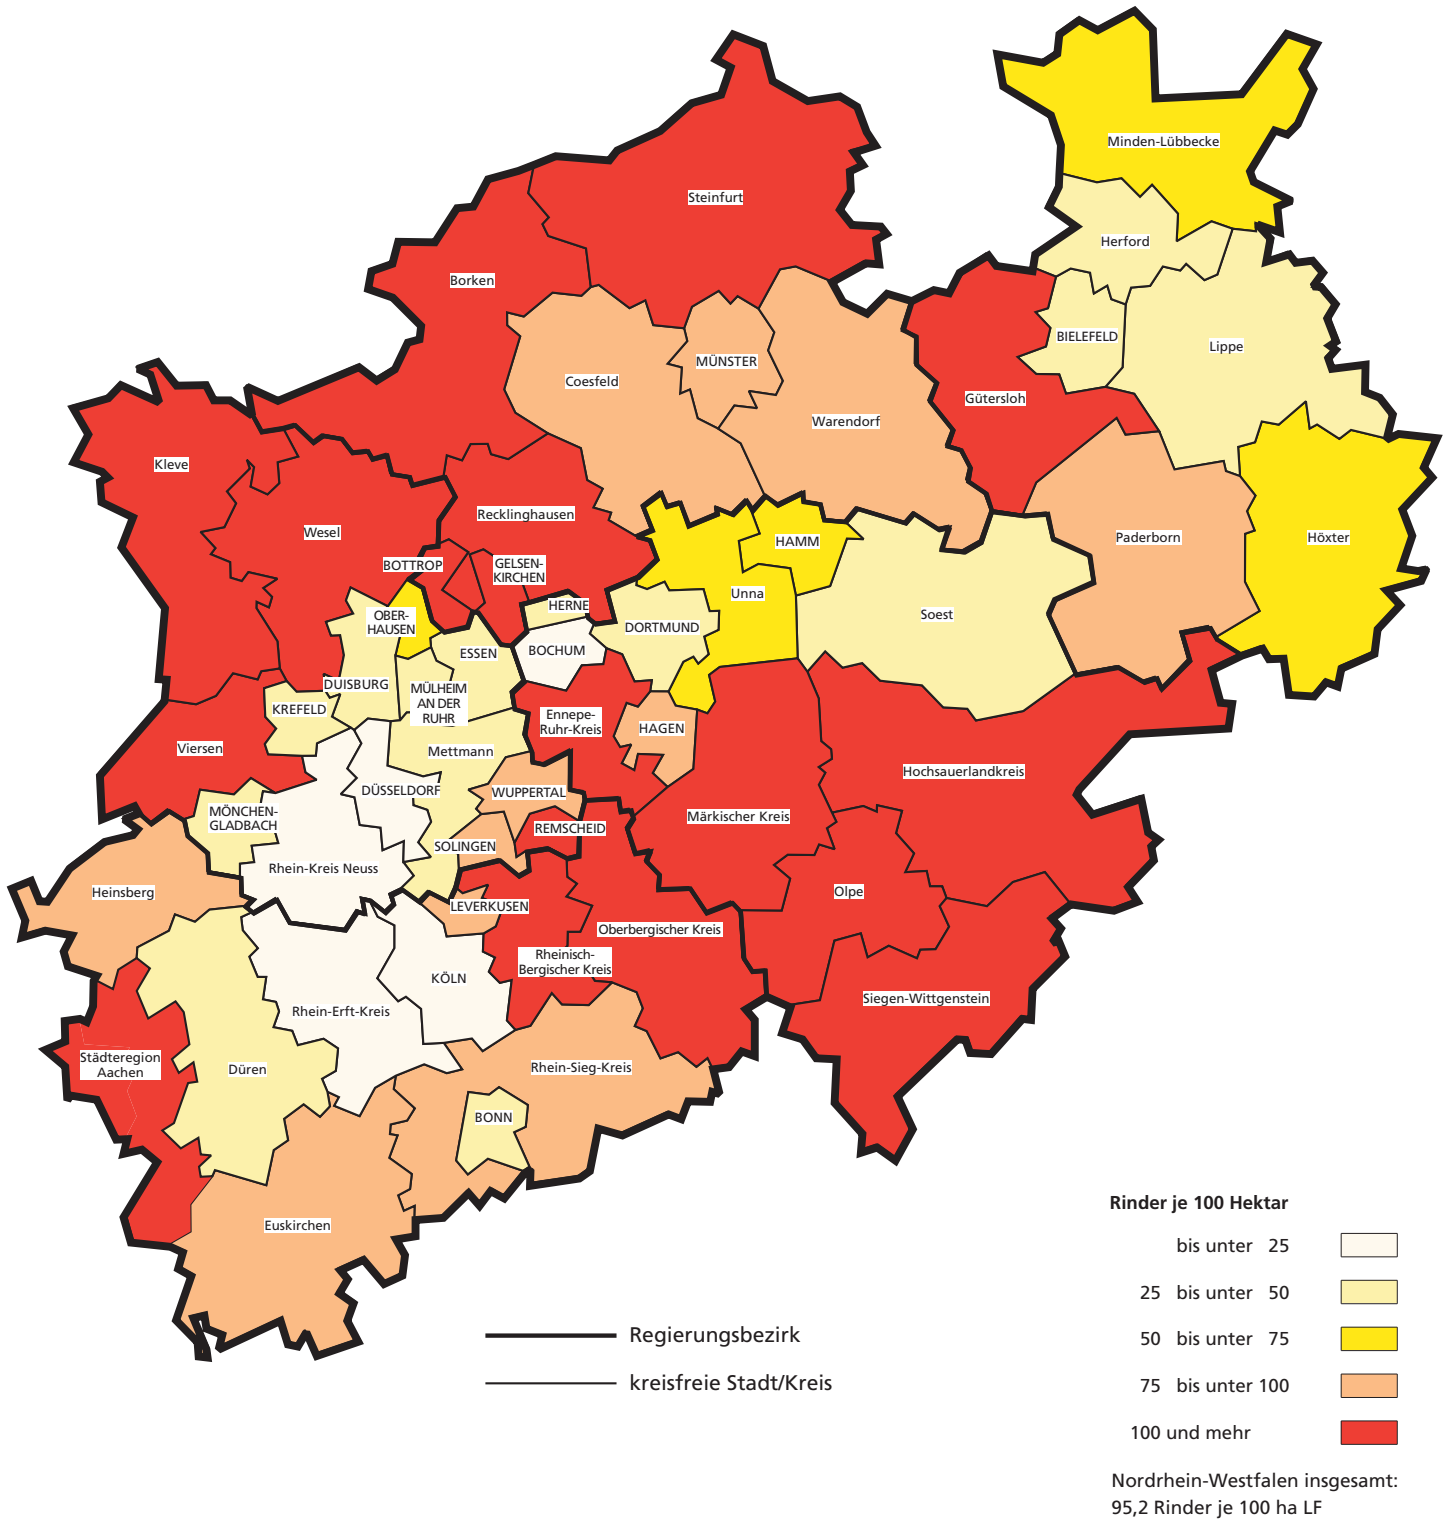 Minden-Lübbecke
Steinfurt
Herford
Borken
BIELEFELD
Lippe
MÜNSTER
Coesfeld
Gütersloh
Warendorf
Kleve
Recklinghausen
Wesel
Paderborn
Höxter
HAMM
BOTTROP
GELSEN-
KIRCHEN
Unna
HERNE
Soest
OBER-
HAUSEN
DORTMUND
BOCHUM
ESSEN
DUISBURG
MÜLHEIM
AN DER
RUHR
KREFELD
Ennepe-
Ruhr-Kreis
HAGEN
Viersen
Mettmann
Hochsauerlandkreis
DÜSSELDORF
WUPPERTAL
MÖNCHEN-
GLADBACH
Märkischer Kreis
REMSCHEID
SOLINGEN
Rhein-Kreis Neuss
Heinsberg
Olpe
LEVERKUSEN
Oberbergischer Kreis
Rheinisch-
Bergischer Kreis
KÖLN
Siegen-Wittgenstein
Rhein-Erft-Kreis
Städteregion
Aachen
Düren
Rhein-Sieg-Kreis
BONN
Euskirchen
Rinder je 100 Hektar
bis unter 25
25 bis unter 50
50 bis unter 75
75 bis unter 100
100 und mehr
Regierungsbezirk
kreisfreie Stadt/Kreis
Nordrhein-Westfalen insgesamt:
95,2 Rinder je 100 ha LF